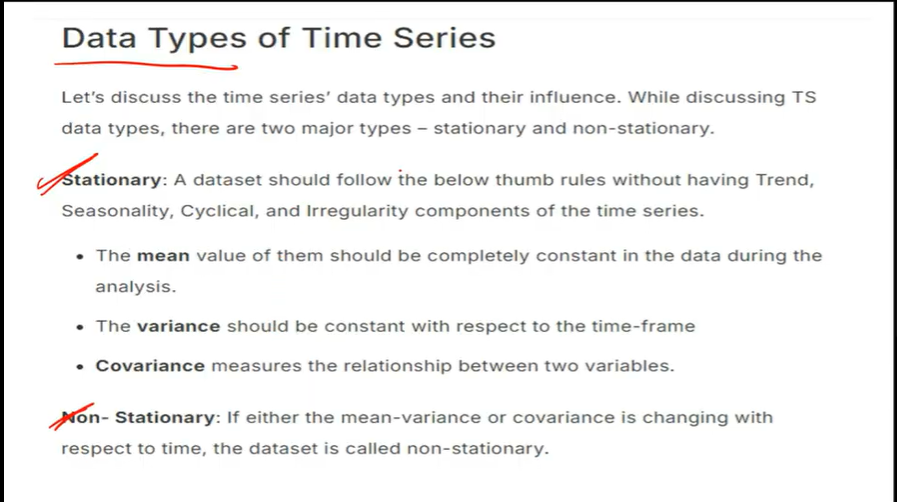 Data Types of Time Series
Let's discuss the time series' data types and their influence. While discussing TS
data types, there are two major types – stationary and non-stationary.
Stationary: A dataset should follow the below thumb rules without having Trend,
Seasonality, Cyclical, and Irregularity components of the time series.
• The mean value of them should be completely constant in the data during the
analysis.
• The variance should be constant with respect to the time-frame
• Covariance measures the relationship between two variables.
Non- Stationary: If either the mean-variance or covariance is changing with
respect to time, the dataset is called non-stationary.